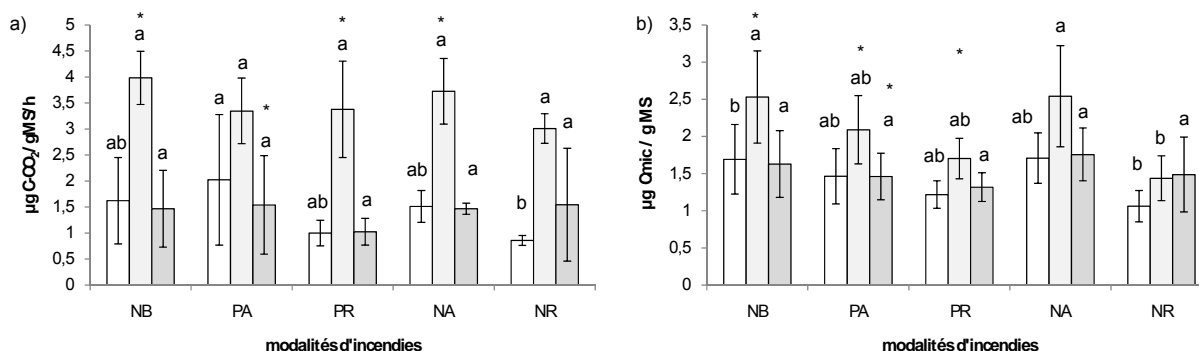 a)
µg C-CO₂/ gMS/h
5
4,5
4
3,5
3
2,5
2
1,5
1
0,5
0
*
*
*
a
a
a
a
a
a
*
ab
a
a
ab
a
ab
a
b
a
NB
PA
PR
NA
NR
modalités d'incendies
b)
µg Cmic / gMS
3,5
3
2,5
2
1,5
1
0,5
0
*
a
*
*
a
b
a
ab
ab
*
a
ab
ab
a
ab
a
b
b
a
NB
PA
PR
NA
NR
modalités d'incendies